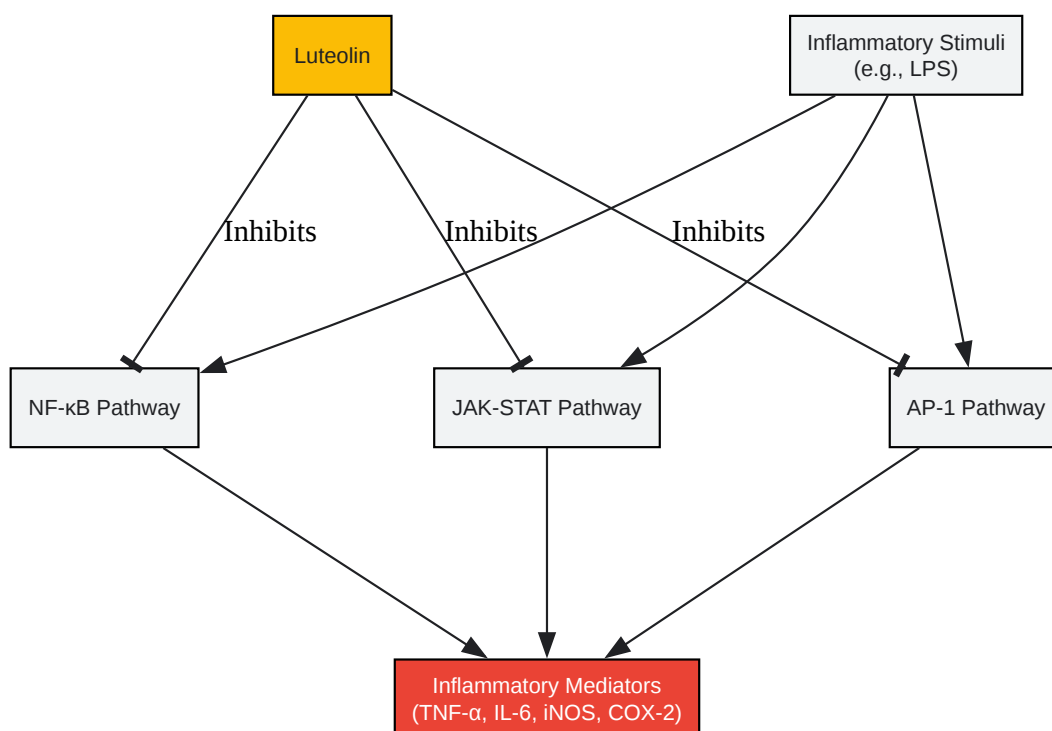 Luteolin
Inflammatory Stimuli
(e.g., LPS)
Inhibits
Inhibits
Inhibits
NF-κB Pathway
JAK-STAT Pathway
AP-1 Pathway
Inflammatory Mediators
(TNF-α, IL-6, iNOS, COX-2)